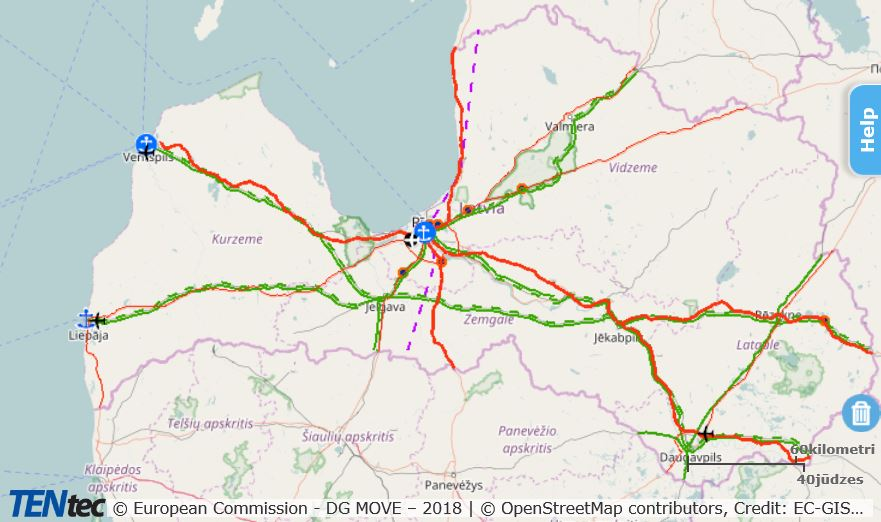 Help
Valmiera
Ventspils
Vidzeme
Latvia
Kurzeme
Liepāja
Jelgava
Zemgale
Jēkabpils
Rēzekne
Latgale
Telšių apskritis
Šiaulių apskritis
Panevėžio
apskritis
Daugavpils
60kilometri
40jūdzes
Klaipėdos
apskritis
Panevėžys
TENtec © European Commission - DG MOVE – 2018 | © OpenStreetMap contributors, Credit: EC-GIS...